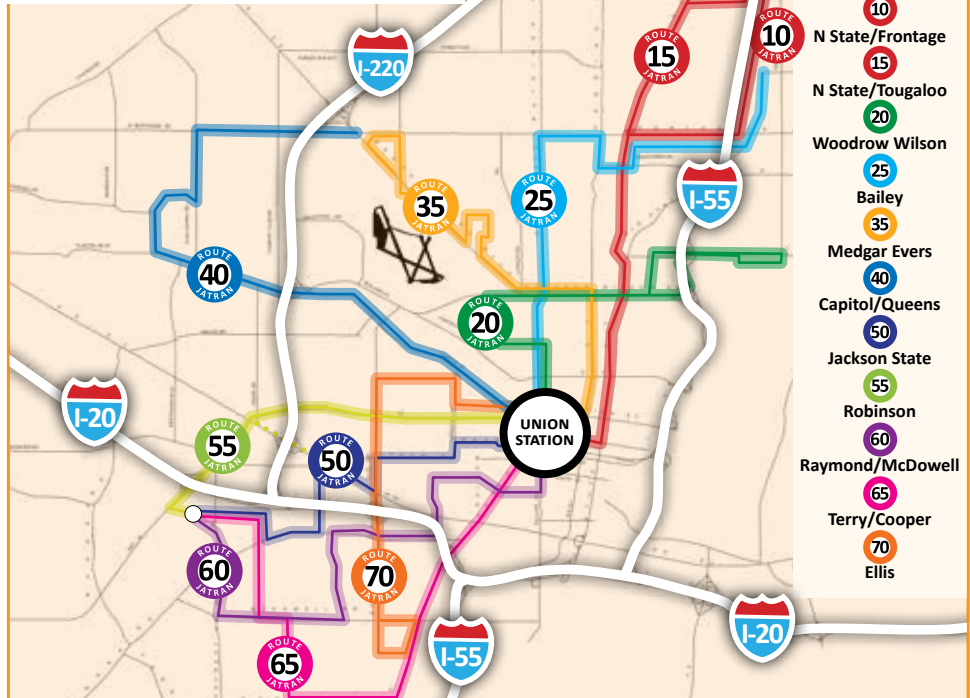 I-220
ROUTE
15
JATRAN
ROUTE
10
JATRAN
ROUTE
35
JATRAN
ROUTE
25
JATRAN
I-55
ROUTE
40
JATRAN
ROUTE
20
JATRAN
I-20
UNION
STATION
ROUTE
55
JATRAN
ROUTE
50
JATRAN
ROUTE
60
JATRAN
ROUTE
70
JATRAN
ROUTE
65
JATRAN
I-55
I-20
10
N State/Frontage
15
N State/Tougaloo
20
Woodrow Wilson
25
Bailey
35
Medgar Evers
40
Capitol/Queens
50
Jackson State
55
Robinson
60
Raymond/McDowell
65
Terry/Cooper
70
Ellis